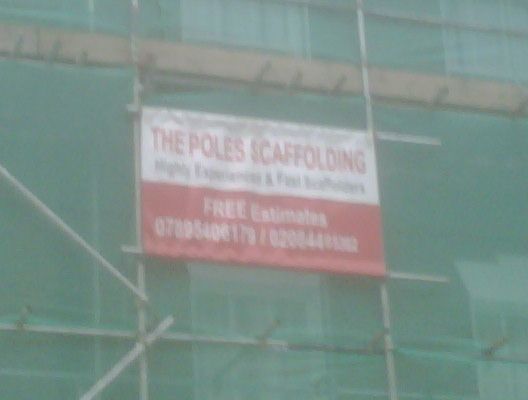 THE POLES SCAFFOLDING
Highly Experienced & Fast Scaffolders
FREE Estimates